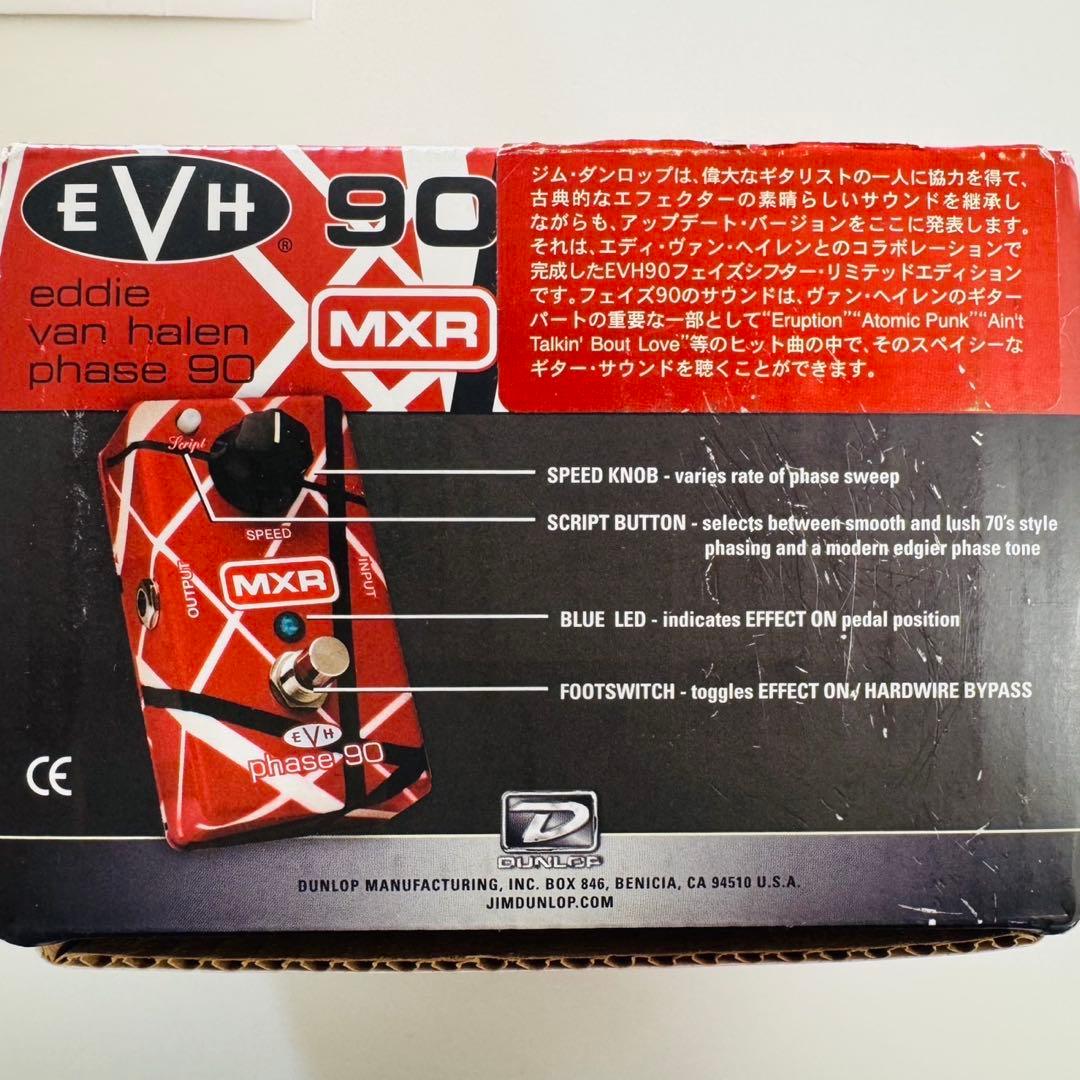 EVH® 90
eddie
van halen
phase 90
MXR
ジム・ダンロップは、偉大なギタリストの一人に協力を得て、
古典的なエフェクターの素晴らしいサウンドを継承し
ながらも、アップデート・バージョンをここに発表します。
それは、エディ・ヴァン・ヘイレンとのコラボレーションで
完成したEVH90フェイズシフター・リミテッドエディション
です。フェイズ90のサウンドは、ヴァン・ヘイレンのギター
パートの重要な一部として“Eruption”“Atomic Punk”“Ain't
Talkin' Bout Love”等のヒット曲の中で、そのスペイシーな
ギター・サウンドを聴くことができます。
Script
SPEED
OUTPUT
INPUT
MXR
EVH
phase 90
SPEED KNOB - varies rate of phase sweep
SCRIPT BUTTON - selects between smooth and lush 70's style
phasing and a modern edgier phase tone
BLUE LED - indicates EFFECT ON pedal position
FOOTSWITCH - toggles EFFECT ON / HARDWIRE BYPASS
CE
D
DUNLOP
DUNLOP MANUFACTURING, INC. BOX 846, BENICIA, CA 94510 U.S.A.
JIMDUNLOP.COM